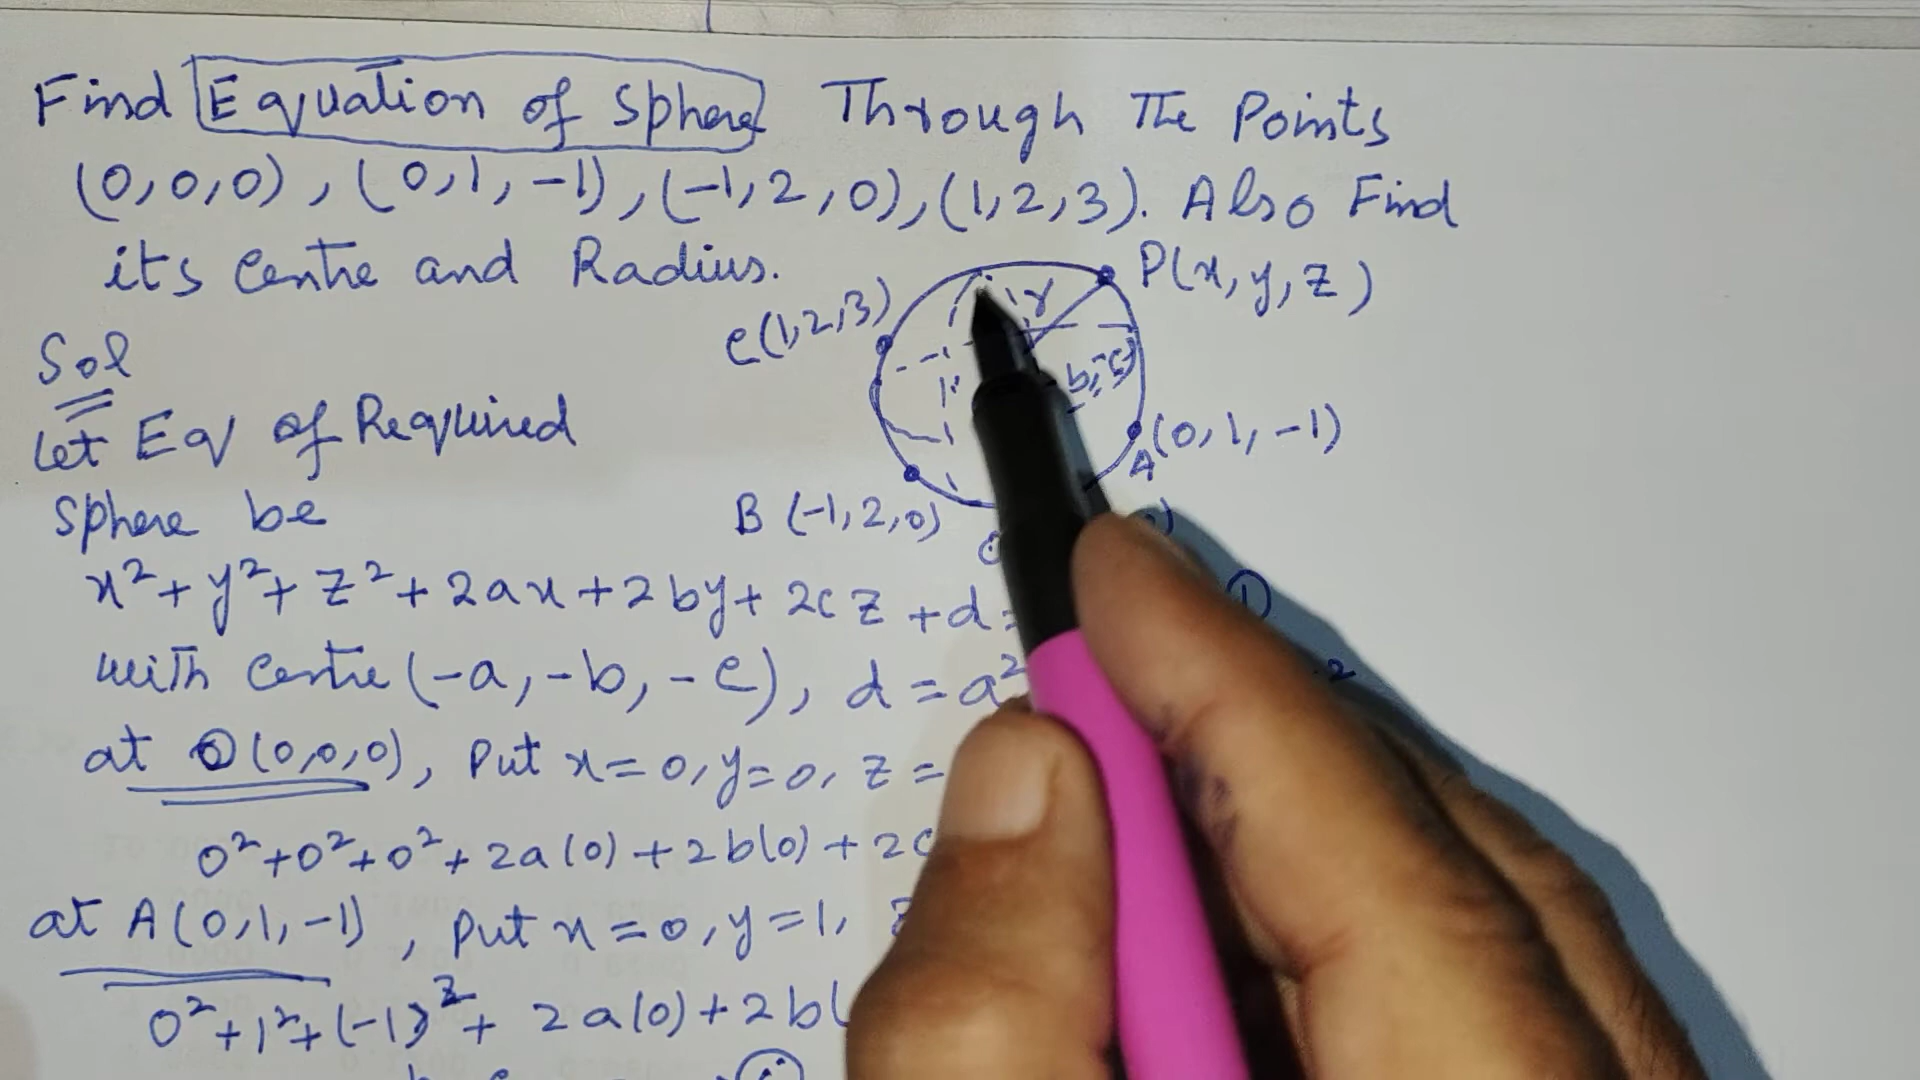 Find Equation of Sphere Through The Points
(0,0,0), (0,1,-1), (-1,2,0), (1,2,3). Also Find
its Centre and Radius.
P(x,y,z)
C(1,2,3)
r
Sol
b,-c)
Let Eq of Required
A(0,1,-1)
Sphere be
B(-1,2,0)
x²+y²+z²+2ax+2by+2cz+d=
①
with Centre (-a,-b,-c), d=a²
at O(0,0,0), Put x=0,y=0, z=
0²+0²+0²+2a(0)+2b(0)+2c
at A(0,1,-1), Put x=0,y=1,
0²+1²+(-1)²+2a(0)+2b(